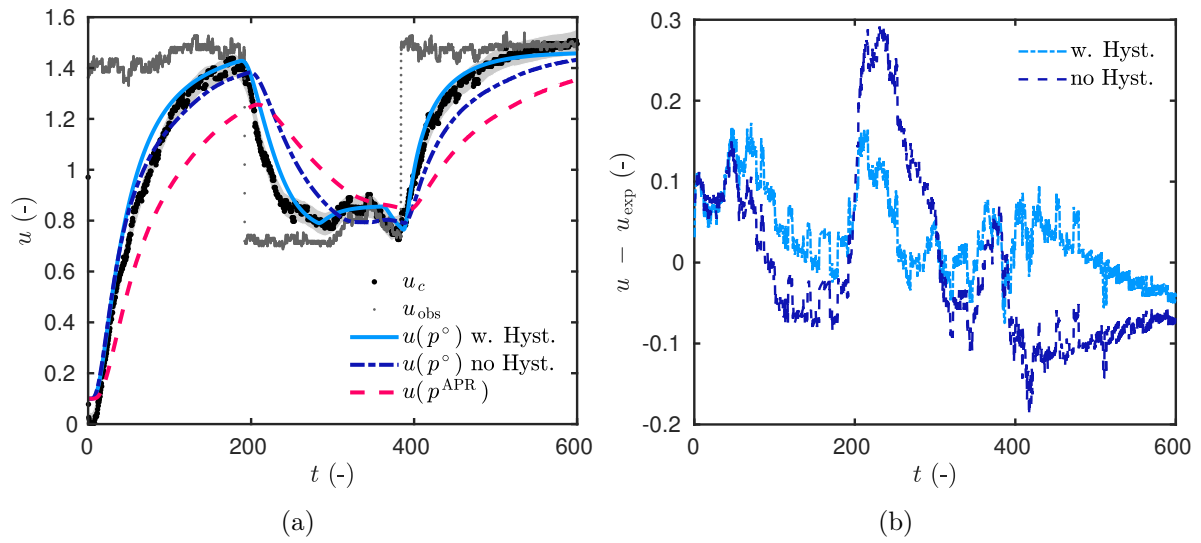 1.6
1.4
1.2
1
0.8
0.6
0.4
0.2
0
u (-)
0 200 400 600
t (-)
u_c
u_obs
u(p°) w. Hyst.
u(p°) no Hyst.
u(p^APR)
(a)
0.3
0.2
0.1
0
-0.1
-0.2
u − u_exp (-)
0 200 400 600
t (-)
w. Hyst.
no Hyst.
(b)